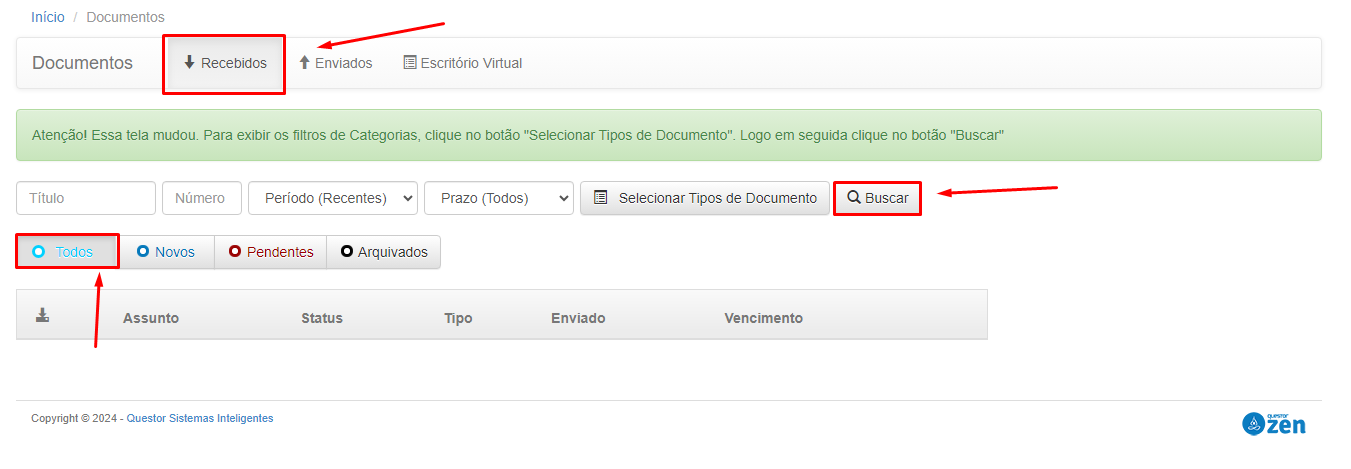 Início / Documentos
Documentos Recebidos Enviados Escritório Virtual
Atenção! Essa tela mudou. Para exibir os filtros de Categorias, clique no botão "Selecionar Tipos de Documento". Logo em seguida clique no botão "Buscar"
Título Número Período (Recentes) Prazo (Todos) Selecionar Tipos de Documento Buscar
Todos Novos Pendentes Arquivados
Assunto Status Tipo Enviado Vencimento
Copyright © 2024 - Questor Sistemas Inteligentes
questor
zen